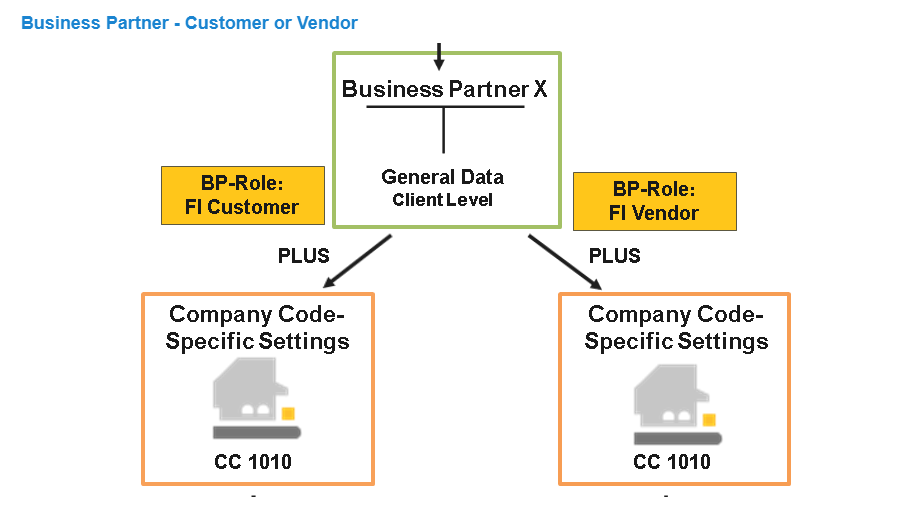 Business Partner - Customer or Vendor
Business Partner X
General Data
Client Level
BP-Role:
FI Customer
BP-Role:
FI Vendor
PLUS
PLUS
Company Code-
Specific Settings
CC 1010
Company Code-
Specific Settings
CC 1010